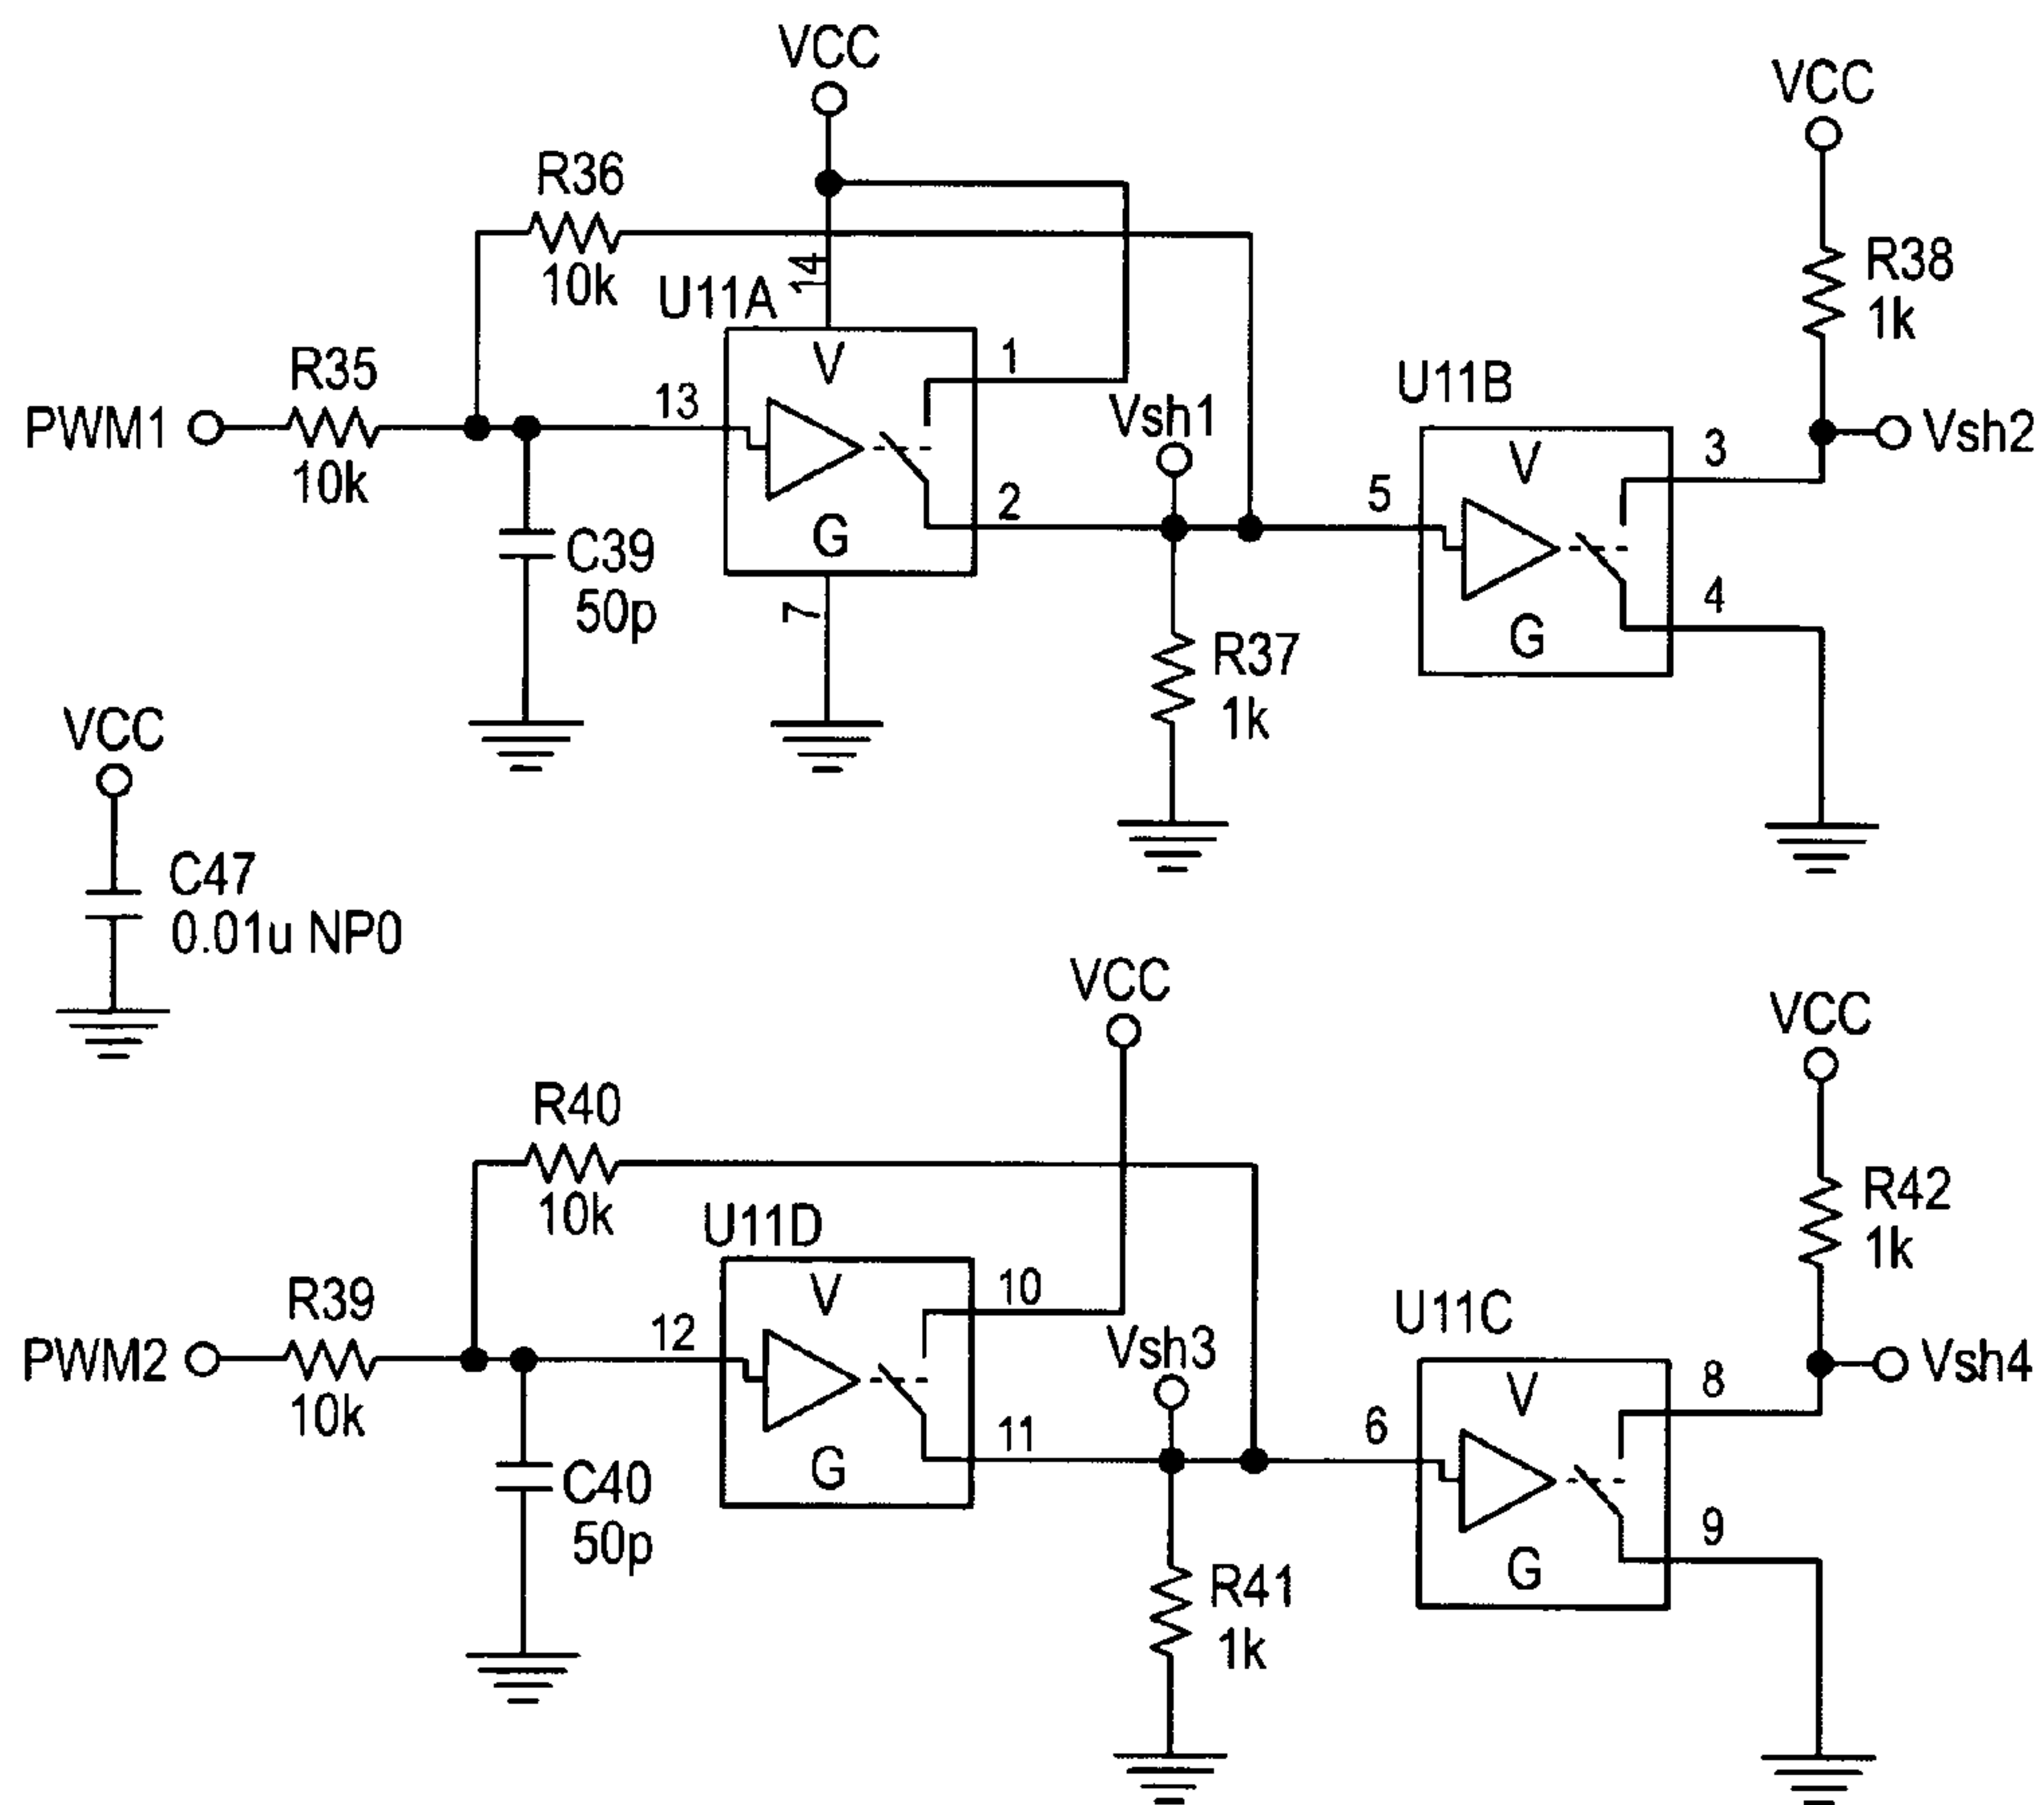 VCC
VCC
R36
10k
14
U11A
R38
1k
R35
10k
PWM1
13
V
1
Vsh1
U11B
Vsh2
3
V
5
2
G
C39
50p
7
4
G
R37
1k
VCC
C47
0.01u NP0
VCC
VCC
R40
10k
U11D
R42
1k
R39
10k
PWM2
12
V
10
Vsh3
U11C
Vsh4
8
V
6
11
G
C40
50p
9
G
R41
1k